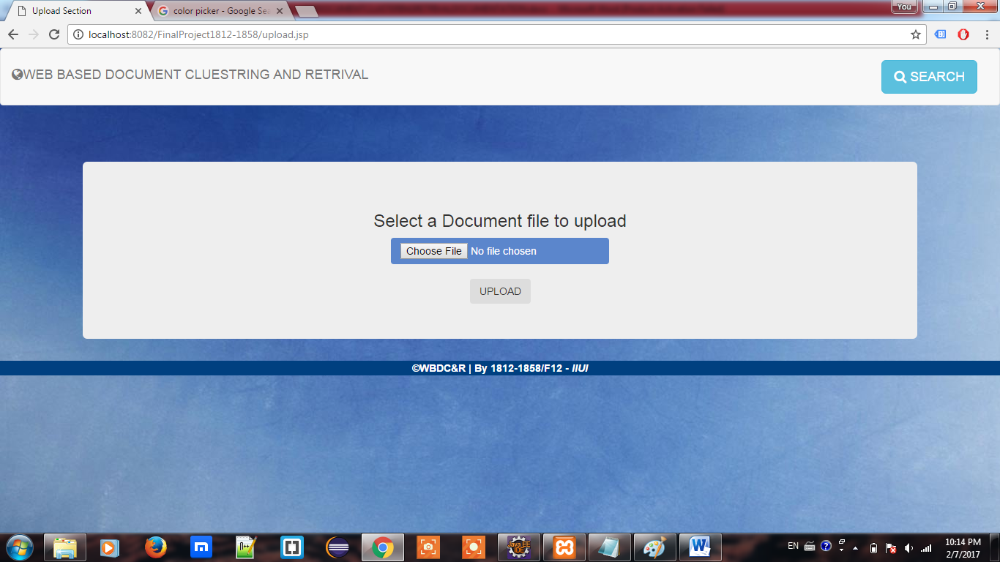 Upload Section
color picker - Google Sea
You
localhost:8082/FinalProject1812-1858/upload.jsp
WEB BASED DOCUMENT CLUESTRING AND RETRIVAL
SEARCH
Select a Document file to upload
Choose File No file chosen
UPLOAD
©WBDC&R | By 1812-1858/F12 - IIUI
Java EE
IDE
EN
10:14 PM
2/7/2017